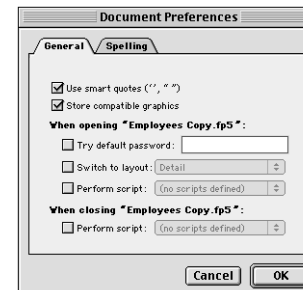 Document Preferences
General Spelling
Use smart quotes (‘’, “ ”)
Store compatible graphics
When opening “Employees Copy.fp5”:
Try default password:
Switch to layout: Detail
Perform script: (no scripts defined)
When closing “Employees Copy.fp5”:
Perform script: (no scripts defined)
Cancel OK